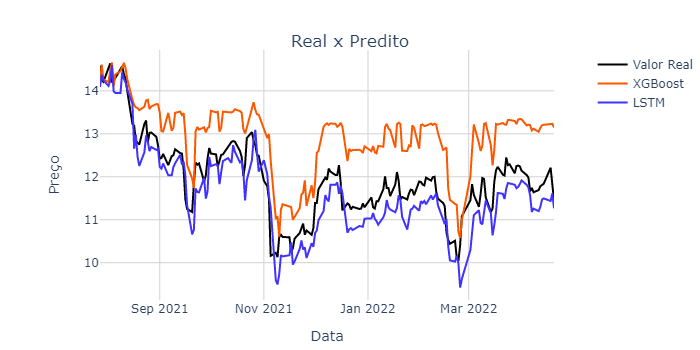 Real x Predito
Valor Real
XGBoost
LSTM
Preço
14
13
12
11
10
Sep 2021
Nov 2021
Jan 2022
Mar 2022
Data